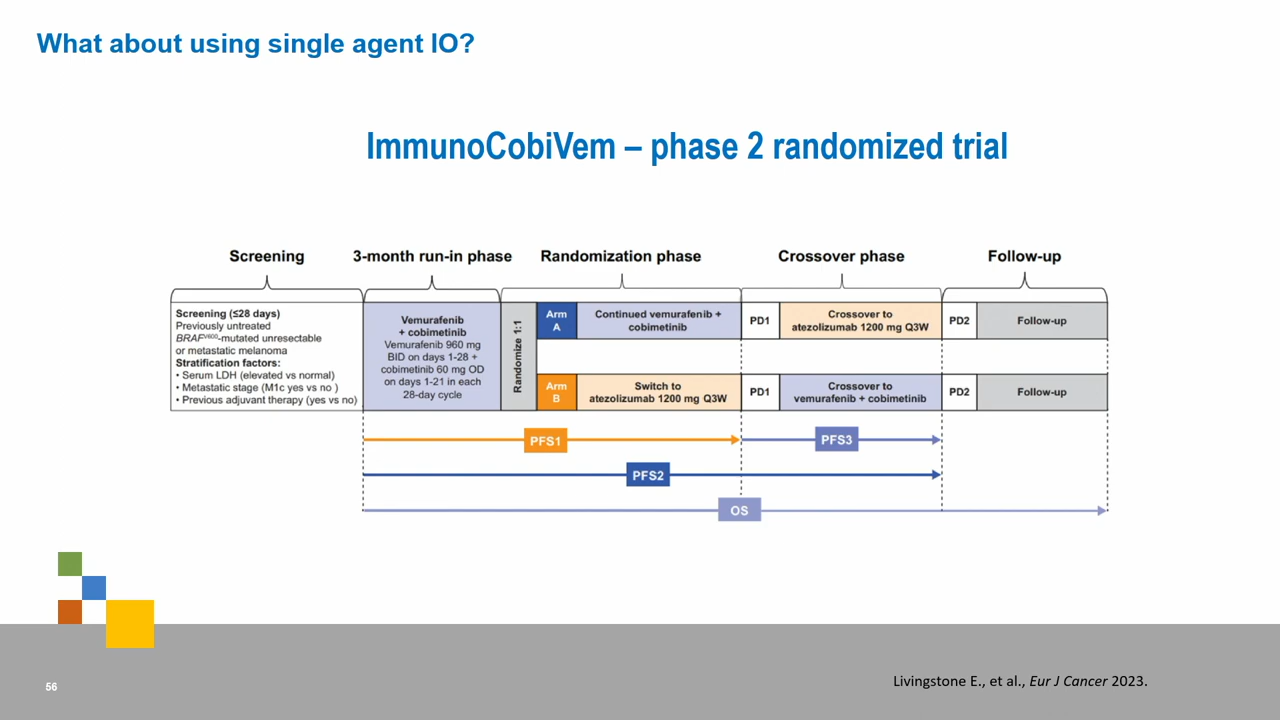 What about using single agent IO?
ImmunoCobiVem – phase 2 randomized trial
Screening
3-month run-in phase
Randomization phase
Crossover phase
Follow-up
Screening (≤28 days)
Previously untreated
BRAFV600-mutated unresectable
or metastatic melanoma
Stratification factors:
• Serum LDH (elevated vs normal)
• Metastatic stage (M1c yes vs no )
• Previous adjuvant therapy (yes vs no)
Vemurafenib
+ cobimetinib
Vemurafenib 960 mg
BID on days 1-28 +
cobimetinib 60 mg OD
on days 1-21 in each
28-day cycle
Randomize 1:1
Arm
A
Continued vemurafenib +
cobimetinib
PD1
Crossover to
atezolizumab 1200 mg Q3W
PD2
Follow-up
Arm
B
Switch to
atezolizumab 1200 mg Q3W
PD1
Crossover to
vemurafenib + cobimetinib
PD2
Follow-up
PFS1
PFS3
PFS2
OS
56
Livingstone E., et al., Eur J Cancer 2023.